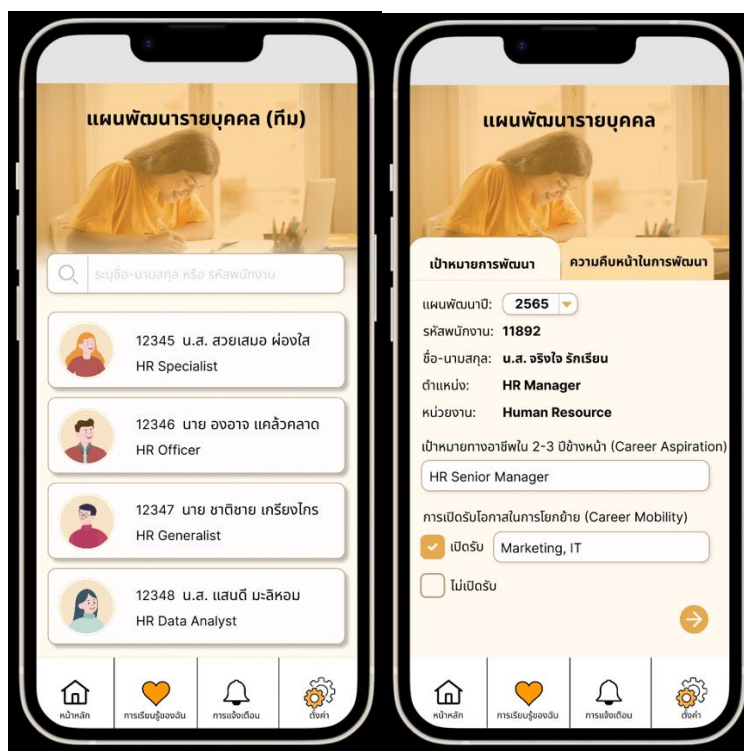 แผนพัฒนารายบุคคล (ทีม)
ระบุชื่อ-นามสกุล หรือ รหัสพนักงาน
12345 น.ส. สวยเสมอ ผ่องใส
HR Specialist
12346 นาย องอาจ แคล้วคลาด
HR Officer
12347 นาย ชาติชาย เกรียงไกร
HR Generalist
12348 น.ส. แสนดี มะลิหอม
HR Data Analyst
หน้าหลัก
การเรียนรู้ของฉัน
การแจ้งเตือน
ตั้งค่า
แผนพัฒนารายบุคคล
เป้าหมายการพัฒนา
ความคืบหน้าในการพัฒนา
แผนพัฒนาปี: 2565
รหัสพนักงาน: 11892
ชื่อ-นามสกุล: น.ส. จริงใจ รักเรียน
ตำแหน่ง: HR Manager
หน่วยงาน: Human Resource
เป้าหมายทางอาชีพใน 2-3 ปีข้างหน้า (Career Aspiration)
HR Senior Manager
การเปิดรับโอกาสในการโยกย้าย (Career Mobility)
เปิดรับ Marketing, IT
ไม่เปิดรับ
หน้าหลัก
การเรียนรู้ของฉัน
การแจ้งเตือน
ตั้งค่า